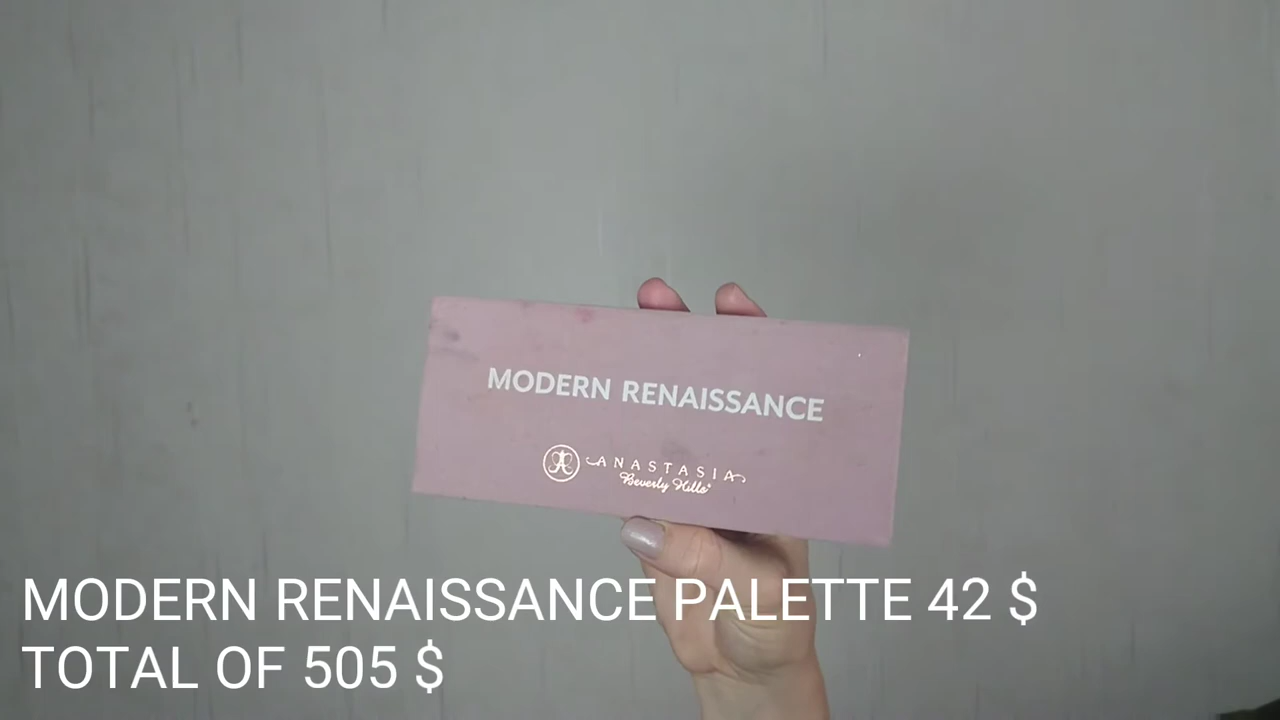 MODERN RENAISSANCE
ANASTASIA
Beverly Hills®
MODERN RENAISSANCE PALETTE 42 $
TOTAL OF 505 $